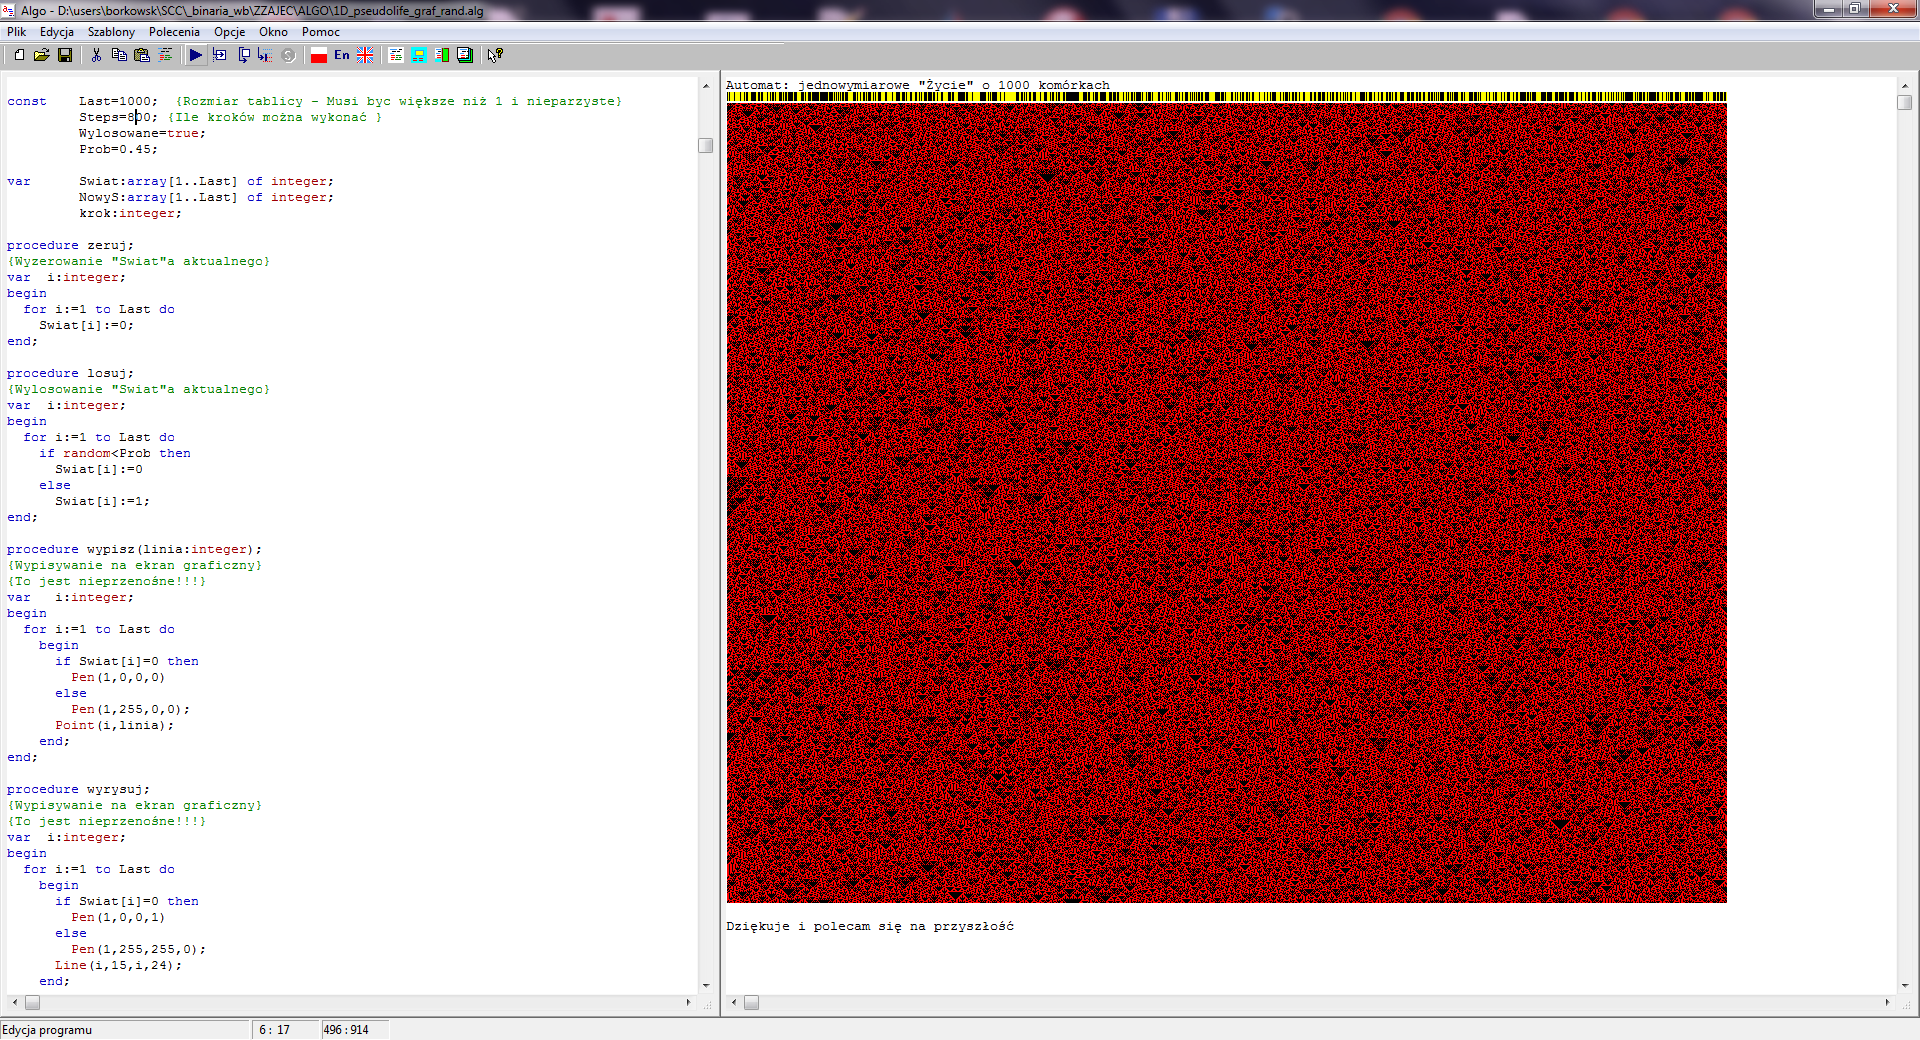 Algo - D:\users\borkowsk\SCC\_binaria_wb\ZZAJEC\ALGO\1D_pseudolife_graf_rand.alg
Plik Edycja Szablony Polecenia Opcje Okno Pomoc
En
const    Last=1000;  {Rozmiar tablicy - Musi byc większe niż 1 i nieparzyste}
         Steps=800; {Ile kroków można wykonać }
         Wylosowane=true;
         Prob=0.45;
var      Swiat:array[1..Last] of integer;
         NowyS:array[1..Last] of integer;
         krok:integer;
procedure zeruj;
{Wyzerowanie "Swiat"a aktualnego}
var  i:integer;
begin
  for i:=1 to Last do
    Swiat[i]:=0;
end;
procedure losuj;
{Wylosowanie "Swiat"a aktualnego}
var  i:integer;
begin
  for i:=1 to Last do
    if random<Prob then
      Swiat[i]:=0
    else
      Swiat[i]:=1;
end;
procedure wypisz(linia:integer);
{Wypisywanie na ekran graficzny}
{To jest nieprzenośne!!!}
var   i:integer;
begin
  for i:=1 to Last do
    begin
      if Swiat[i]=0 then
        Pen(1,0,0,0)
      else
        Pen(1,255,0,0);
      Point(i,linia);
    end;
end;
procedure wyrysuj;
{Wypisywanie na ekran graficzny}
{To jest nieprzenośne!!!}
var  i:integer;
begin
  for i:=1 to Last do
    begin
      if Swiat[i]=0 then
        Pen(1,0,0,1)
      else
        Pen(1,255,255,0);
      Line(i,15,i,24);
    end;
Automat: jednowymiarowe "Życie" o 1000 komórkach
Dziękuje i polecam się na przyszłość
Edycja programu 6 : 17 496 : 914